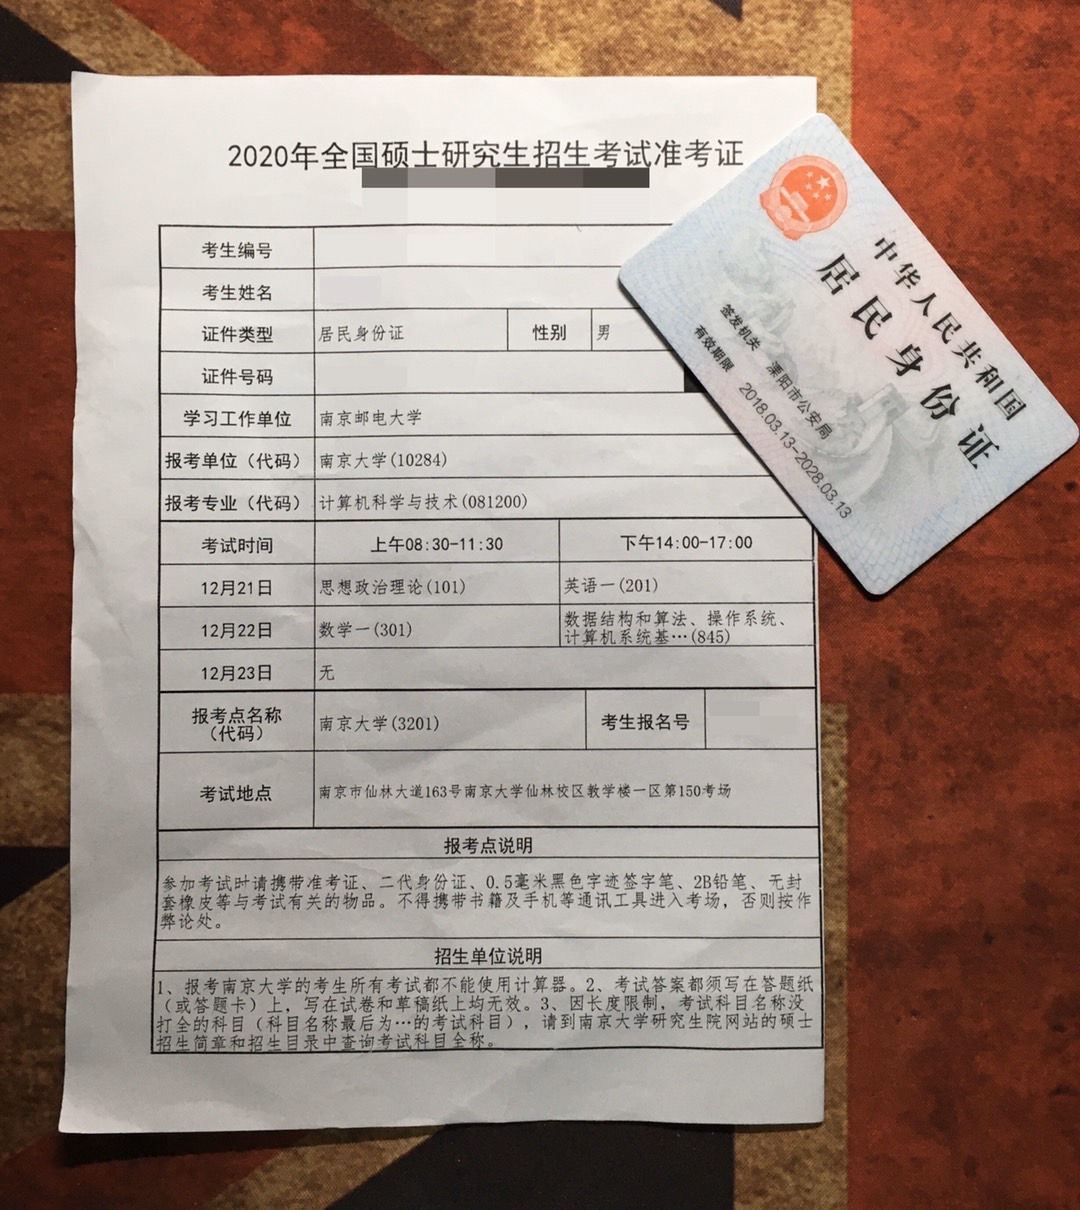 2020年全国硕士研究生招生考试准考证
考生编号
考生姓名
证件类型 居民身份证 性别 男
证件号码
学习工作单位 南京邮电大学
报考单位（代码） 南京大学(10284)
报考专业（代码） 计算机科学与技术(081200)
考试时间 上午08:30-11:30 下午14:00-17:00
12月21日 思想政治理论(101) 英语一(201)
12月22日 数学一(301) 数据结构和算法、操作系统、
计算机系统基…(845)
12月23日 无
报考点名称
（代码） 南京大学(3201) 考生报名号
考试地点 南京市仙林大道163号南京大学仙林校区教学楼一区第150考场
报考点说明
参加考试时请携带准考证、二代身份证、0.5毫米黑色字迹签字笔、2B铅笔、无封
套橡皮等与考试有关的物品。不得携带书籍及手机等通讯工具进入考场，否则按作
弊论处。
招生单位说明
1、报考南京大学的考生所有考试都不能使用计算器。2、考试答案都须写在答题纸
（或答题卡）上，写在试卷和草稿纸上均无效。3、因长度限制，考试科目名称没
打全的科目（科目名称最后为…的考试科目），请到南京大学研究生院网站的硕士
招生简章和招生目录中查询考试科目全称。
中华人民共和国
居民身份证
签发机关 溧阳市公安局
有效期限 2018.03.13-2028.03.13